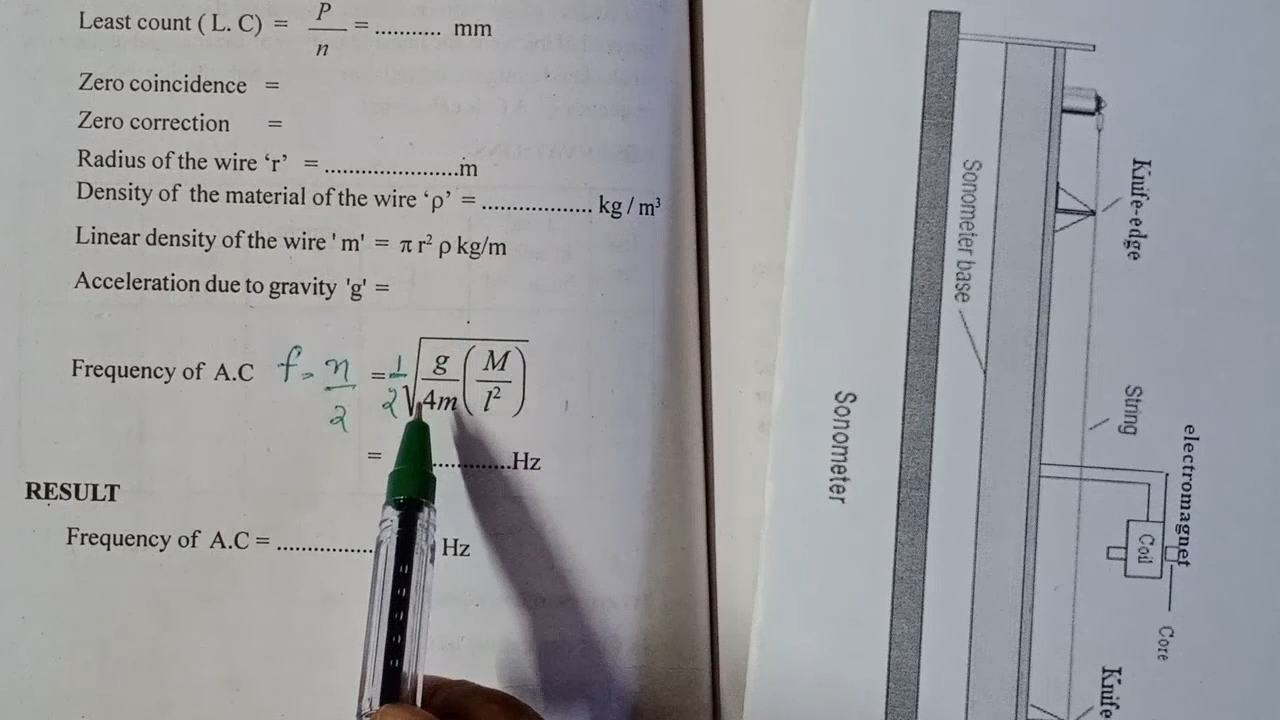 Least count ( L. C) = P/n = ........... mm
Zero coincidence =
Zero correction =
Radius of the wire ‘r’ = ......................m
Density of the material of the wire ‘ρ’ = .................. kg / m³
Linear density of the wire ' m' = π r² ρ kg/m
Acceleration due to gravity 'g' =
Frequency of A.C f = n/2 = 1/2 √ g/4m ( M/l² )
= .............Hz
RESULT
Frequency of A.C = ............... Hz
Knife-edge
Sonometer base
String
Sonometer
electromagnet
Coil
Core
Knife